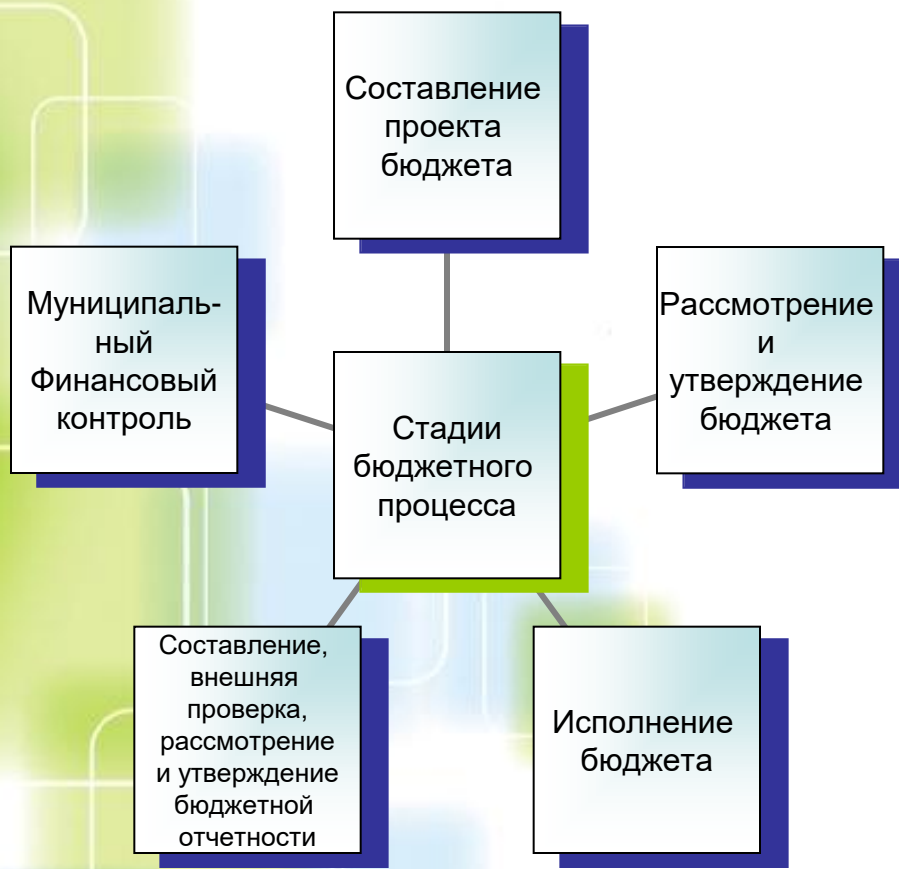 Составление
проекта
бюджета
Муниципаль-
ный
Финансовый
контроль
Рассмотрение
и
утверждение
бюджета
Стадии
бюджетного
процесса
Составление,
внешняя
проверка,
рассмотрение
и утверждение
бюджетной
отчетности
Исполнение
бюджета